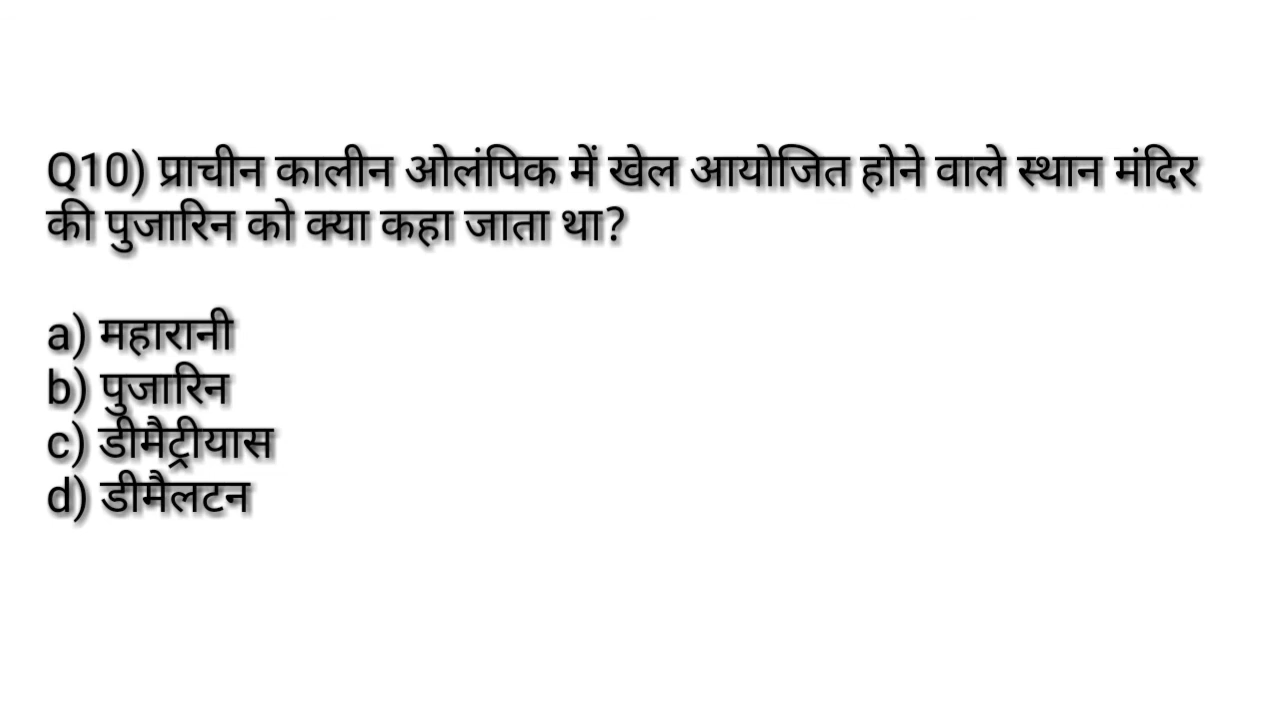 Q10) प्राचीन कालीन ओलंपिक में खेल आयोजित होने वाले स्थान मंदिर
की पुजारिन को क्या कहा जाता था?
a) महारानी
b) पुजारिन
c) डीमैट्रीयास
d) डीमैलटन